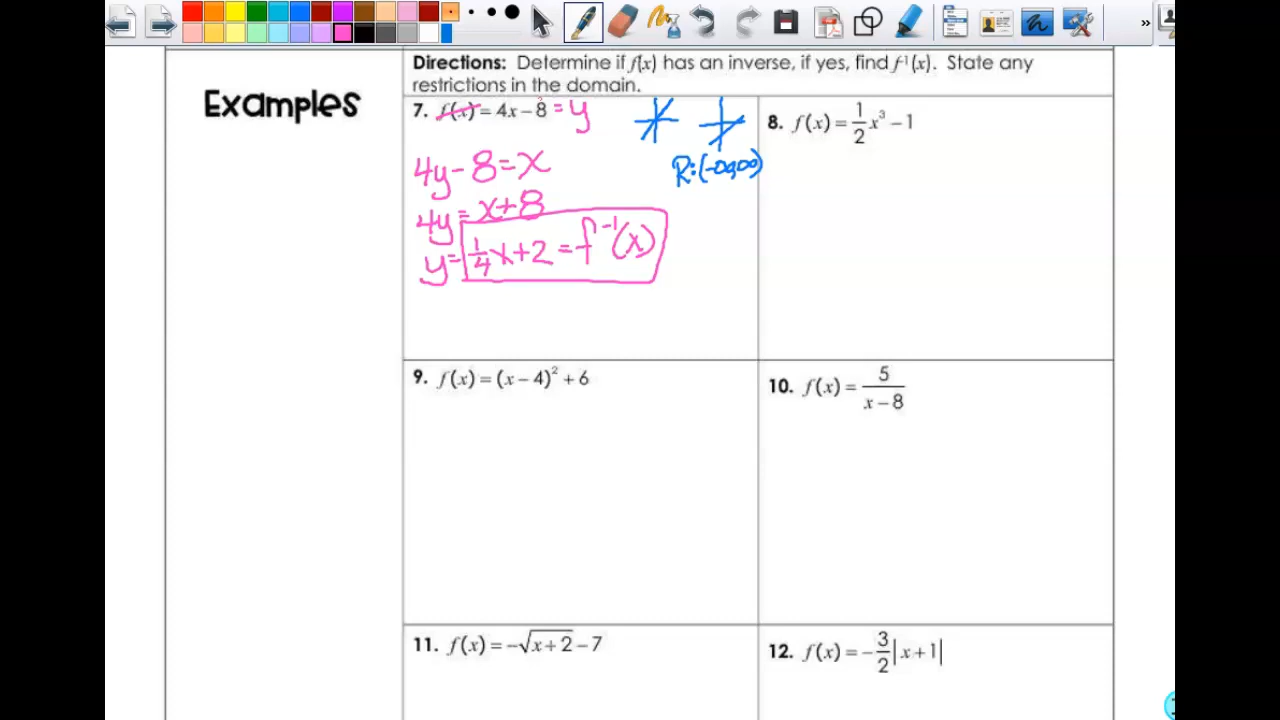 Examples
Directions: Determine if f(x) has an inverse, if yes, find f⁻¹(x). State any
restrictions in the domain.
7. f(x) = 4x − 8 = y
4y − 8 = x
4y = x + 8
y = ¼x + 2 = f⁻¹(x)
R: (-∞,∞)
8. f(x) = 1/2 x³ − 1
9. f(x) = (x − 4)² + 6
10. f(x) = 5/(x − 8)
11. f(x) = −√(x + 2) − 7
12. f(x) = −3/2 |x + 1|